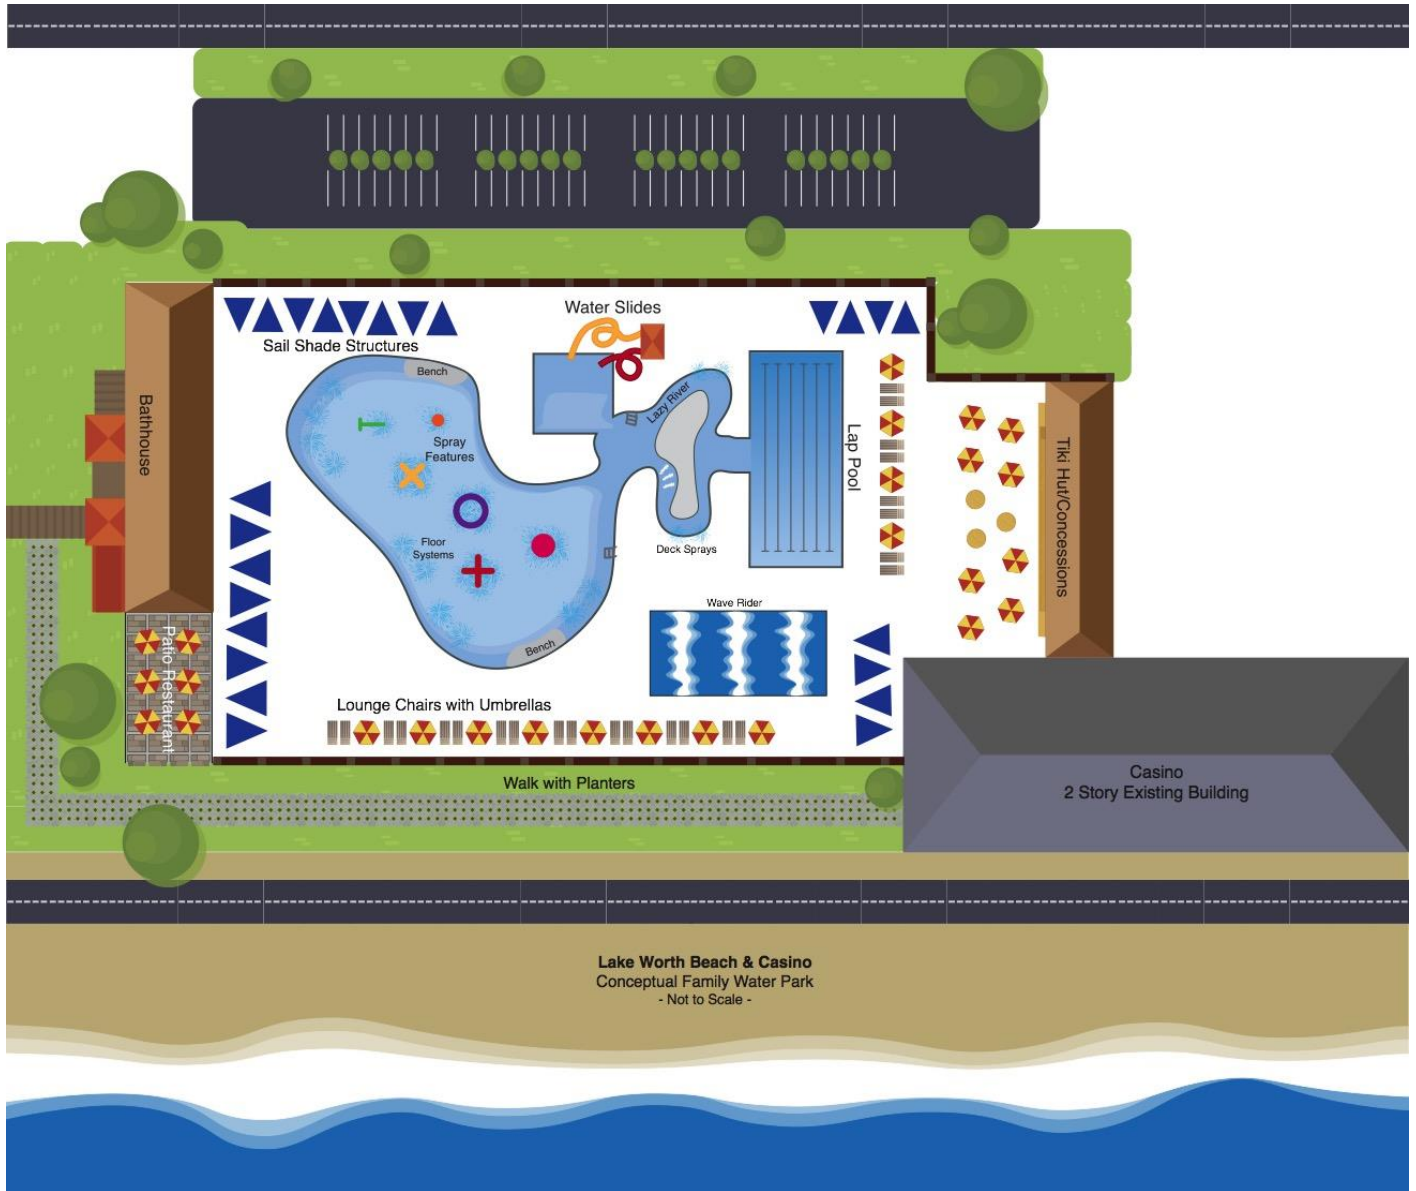 Water Slides
Sail Shade Structures
Bench
Lazy River
Bathhouse
Spray
Features
Lap Pool
Tiki Hut/Concessions
Floor
Systems
Deck Sprays
Wave Rider
Bench
Patio Restaurant
Lounge Chairs with Umbrellas
Walk with Planters
Casino
2 Story Existing Building
Lake Worth Beach & Casino
Conceptual Family Water Park
- Not to Scale -